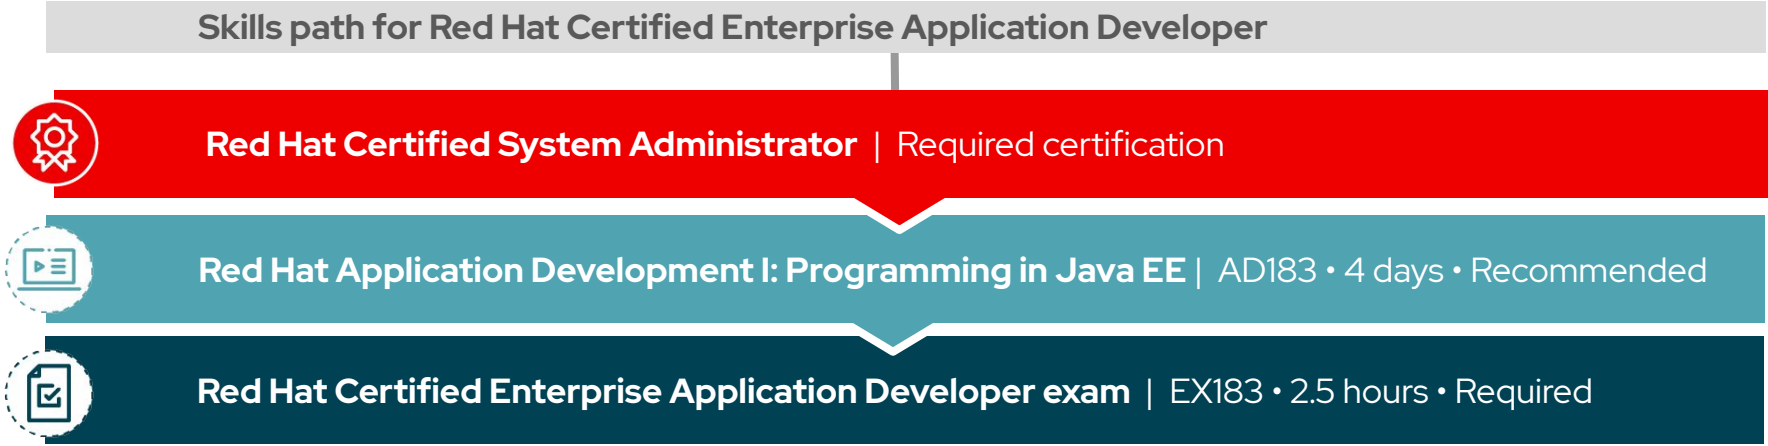 Skills path for Red Hat Certified Enterprise Application Developer
Red Hat Certified System Administrator | Required certification
Red Hat Application Development I: Programming in Java EE | AD183 • 4 days • Recommended
Red Hat Certified Enterprise Application Developer exam | EX183 • 2.5 hours • Required